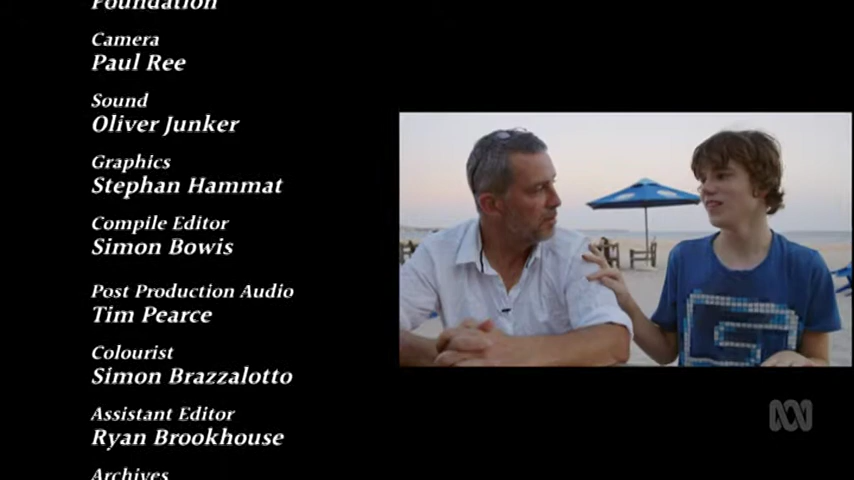 Foundation
Camera
Paul Ree
Sound
Oliver Junker
Graphics
Stephan Hammat
Compile Editor
Simon Bowis
Post Production Audio
Tim Pearce
Colourist
Simon Brazzalotto
Assistant Editor
Ryan Brookhouse
Archives